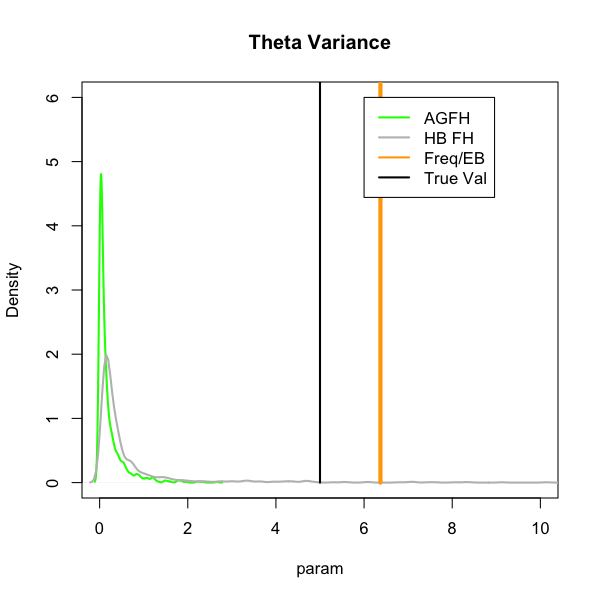 Theta Variance
AGFH
HB FH
Freq/EB
True Val
Density
0
1
2
3
4
5
6
0 2 4 6 8 10
param